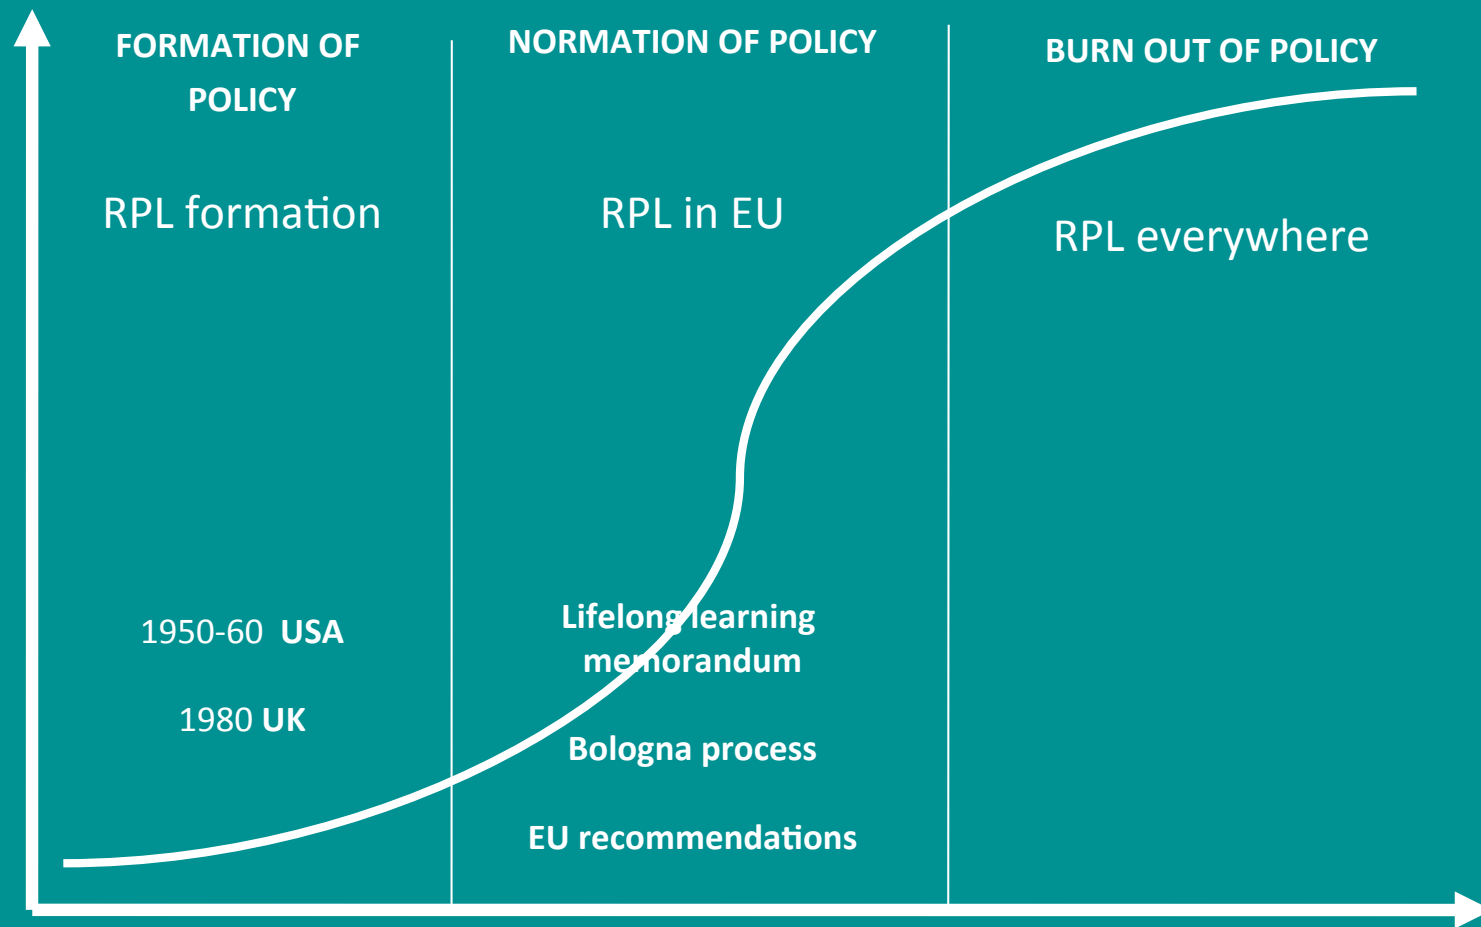 FORMATION OF
POLICY
RPL formation
1950-60 USA
1980 UK
NORMATION OF POLICY
RPL in EU
Lifelong learning
memorandum
Bologna process
EU recommendations
BURN OUT OF POLICY
RPL everywhere